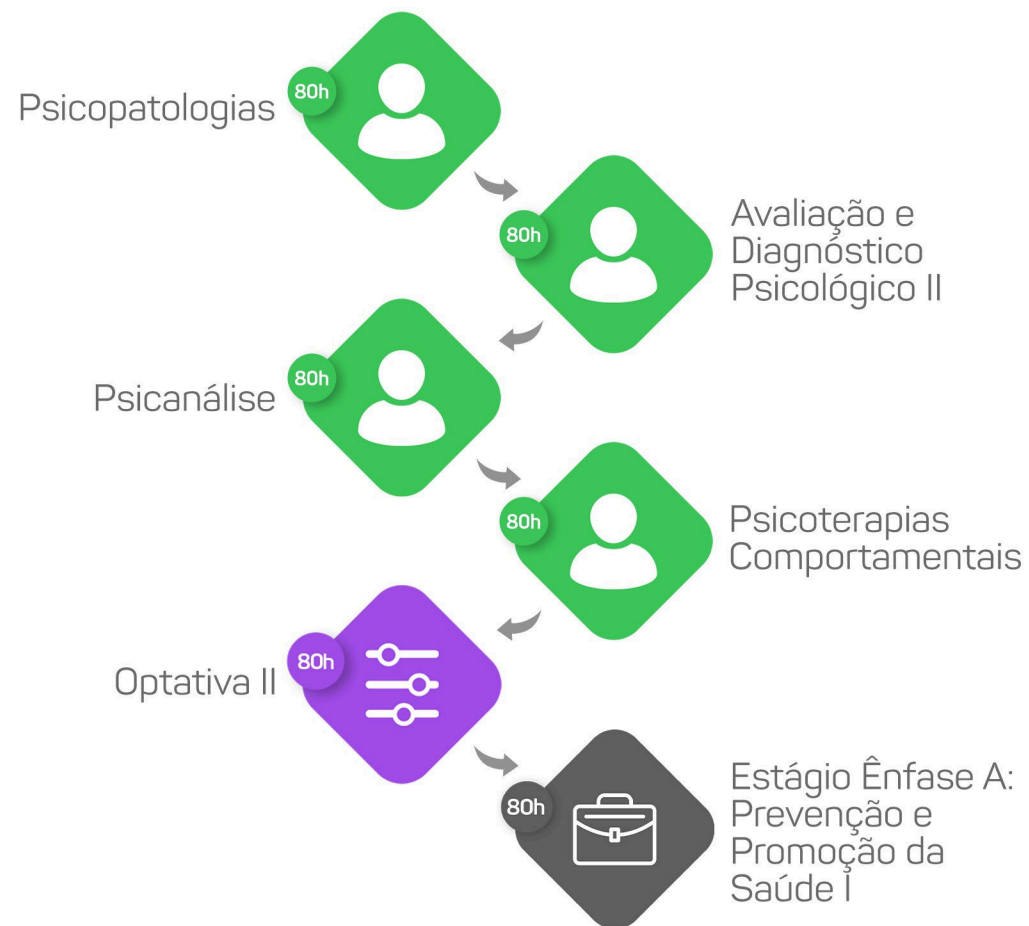 Psicopatologias
80h
80h
Avaliação e
Diagnóstico
Psicológico II
Psicanálise
80h
80h
Psicoterapias
Comportamentais
Optativa II
80h
80h
Estágio Ênfase A:
Prevenção e
Promoção da
Saúde I